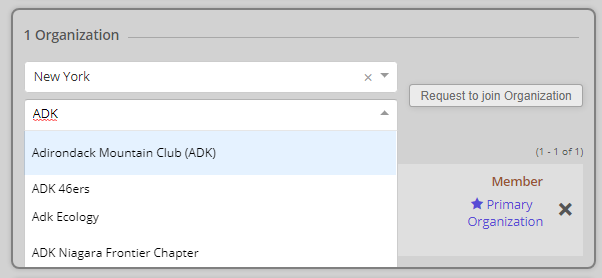 1 Organization
New York
Request to join Organization
ADK
(1 - 1 of 1)
Adirondack Mountain Club (ADK)
ADK 46ers
Adk Ecology
ADK Niagara Frontier Chapter
Member
Primary
Organization